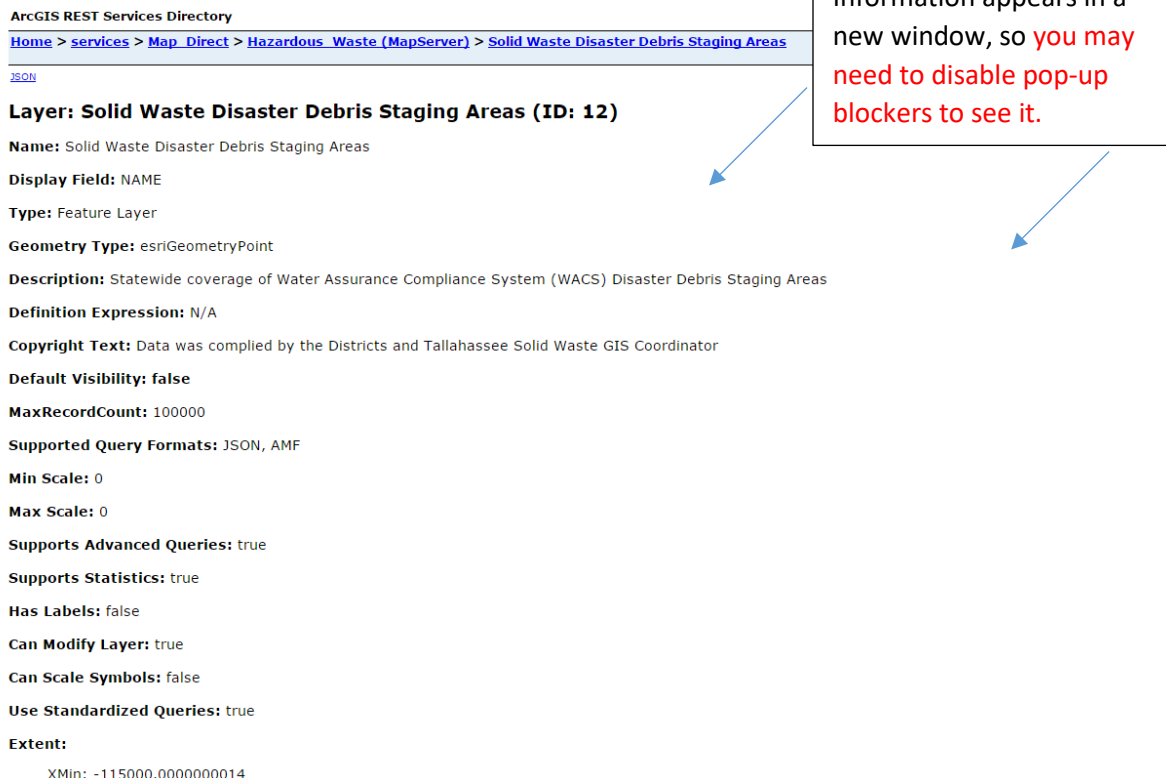 ArcGIS REST Services Directory
Home > services > Map_Direct > Hazardous_Waste (MapServer) > Solid Waste Disaster Debris Staging Areas
JSON
Layer: Solid Waste Disaster Debris Staging Areas (ID: 12)
Name: Solid Waste Disaster Debris Staging Areas
Display Field: NAME
Type: Feature Layer
Geometry Type: esriGeometryPoint
Description: Statewide coverage of Water Assurance Compliance System (WACS) Disaster Debris Staging Areas
Definition Expression: N/A
Copyright Text: Data was complied by the Districts and Tallahassee Solid Waste GIS Coordinator
Default Visibility: false
MaxRecordCount: 100000
Supported Query Formats: JSON, AMF
Min Scale: 0
Max Scale: 0
Supports Advanced Queries: true
Supports Statistics: true
Has Labels: false
Can Modify Layer: true
Can Scale Symbols: false
Use Standardized Queries: true
Extent:
XMin: -115000.0000000014
information appears in a
new window, so you may
need to disable pop-up
blockers to see it.